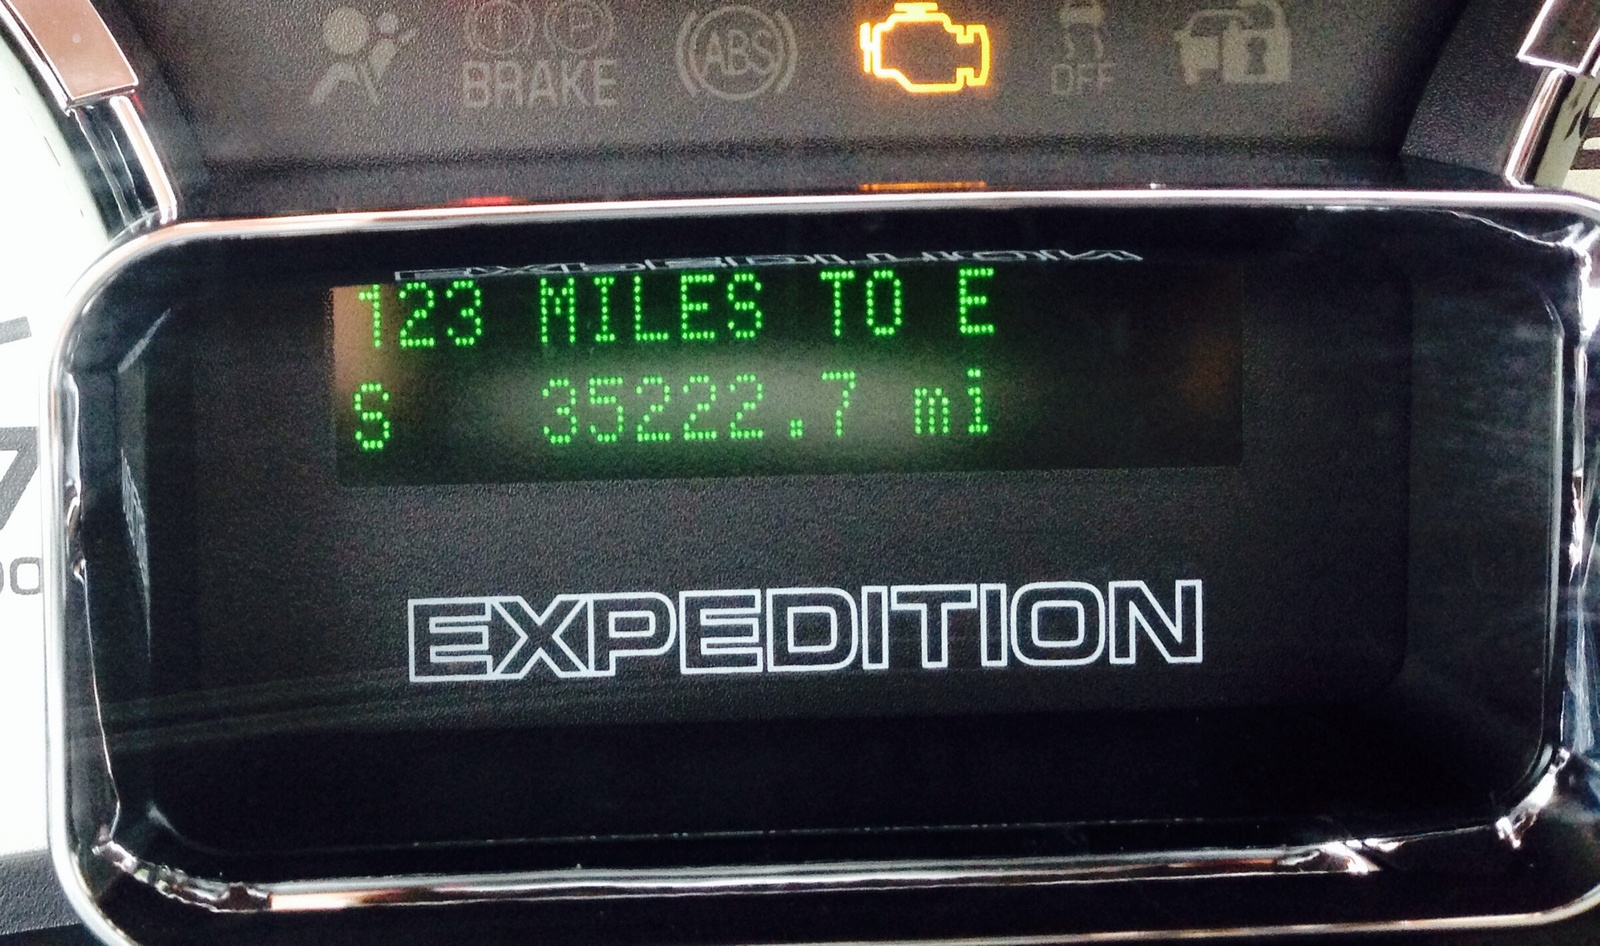 BRAKE
ABS
OFF
123 MILES TO E
S 35222.7 mi
EXPEDITION